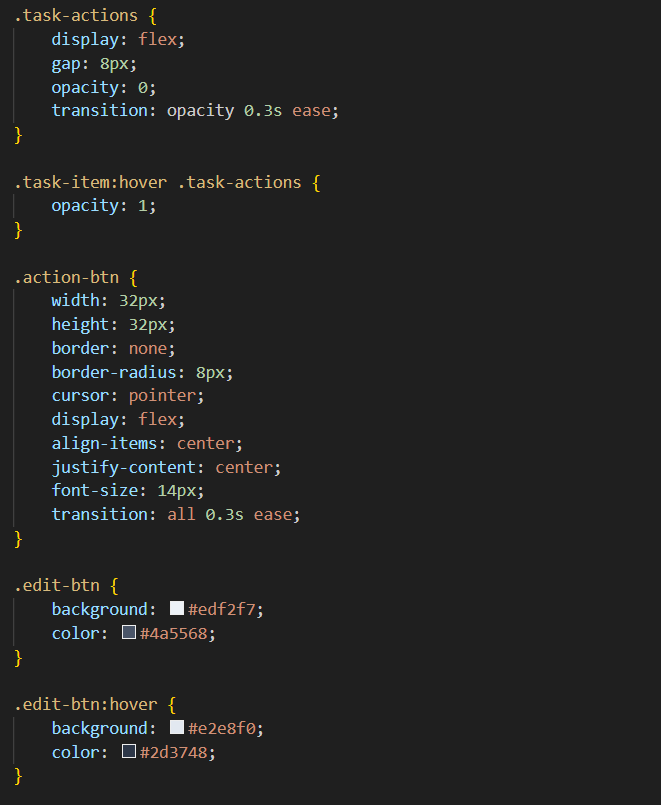 .task-actions {
    display: flex;
    gap: 8px;
    opacity: 0;
    transition: opacity 0.3s ease;
}

.task-item:hover .task-actions {
    opacity: 1;
}

.action-btn {
    width: 32px;
    height: 32px;
    border: none;
    border-radius: 8px;
    cursor: pointer;
    display: flex;
    align-items: center;
    justify-content: center;
    font-size: 14px;
    transition: all 0.3s ease;
}

.edit-btn {
    background: #edf2f7;
    color: #4a5568;
}

.edit-btn:hover {
    background: #e2e8f0;
    color: #2d3748;
}